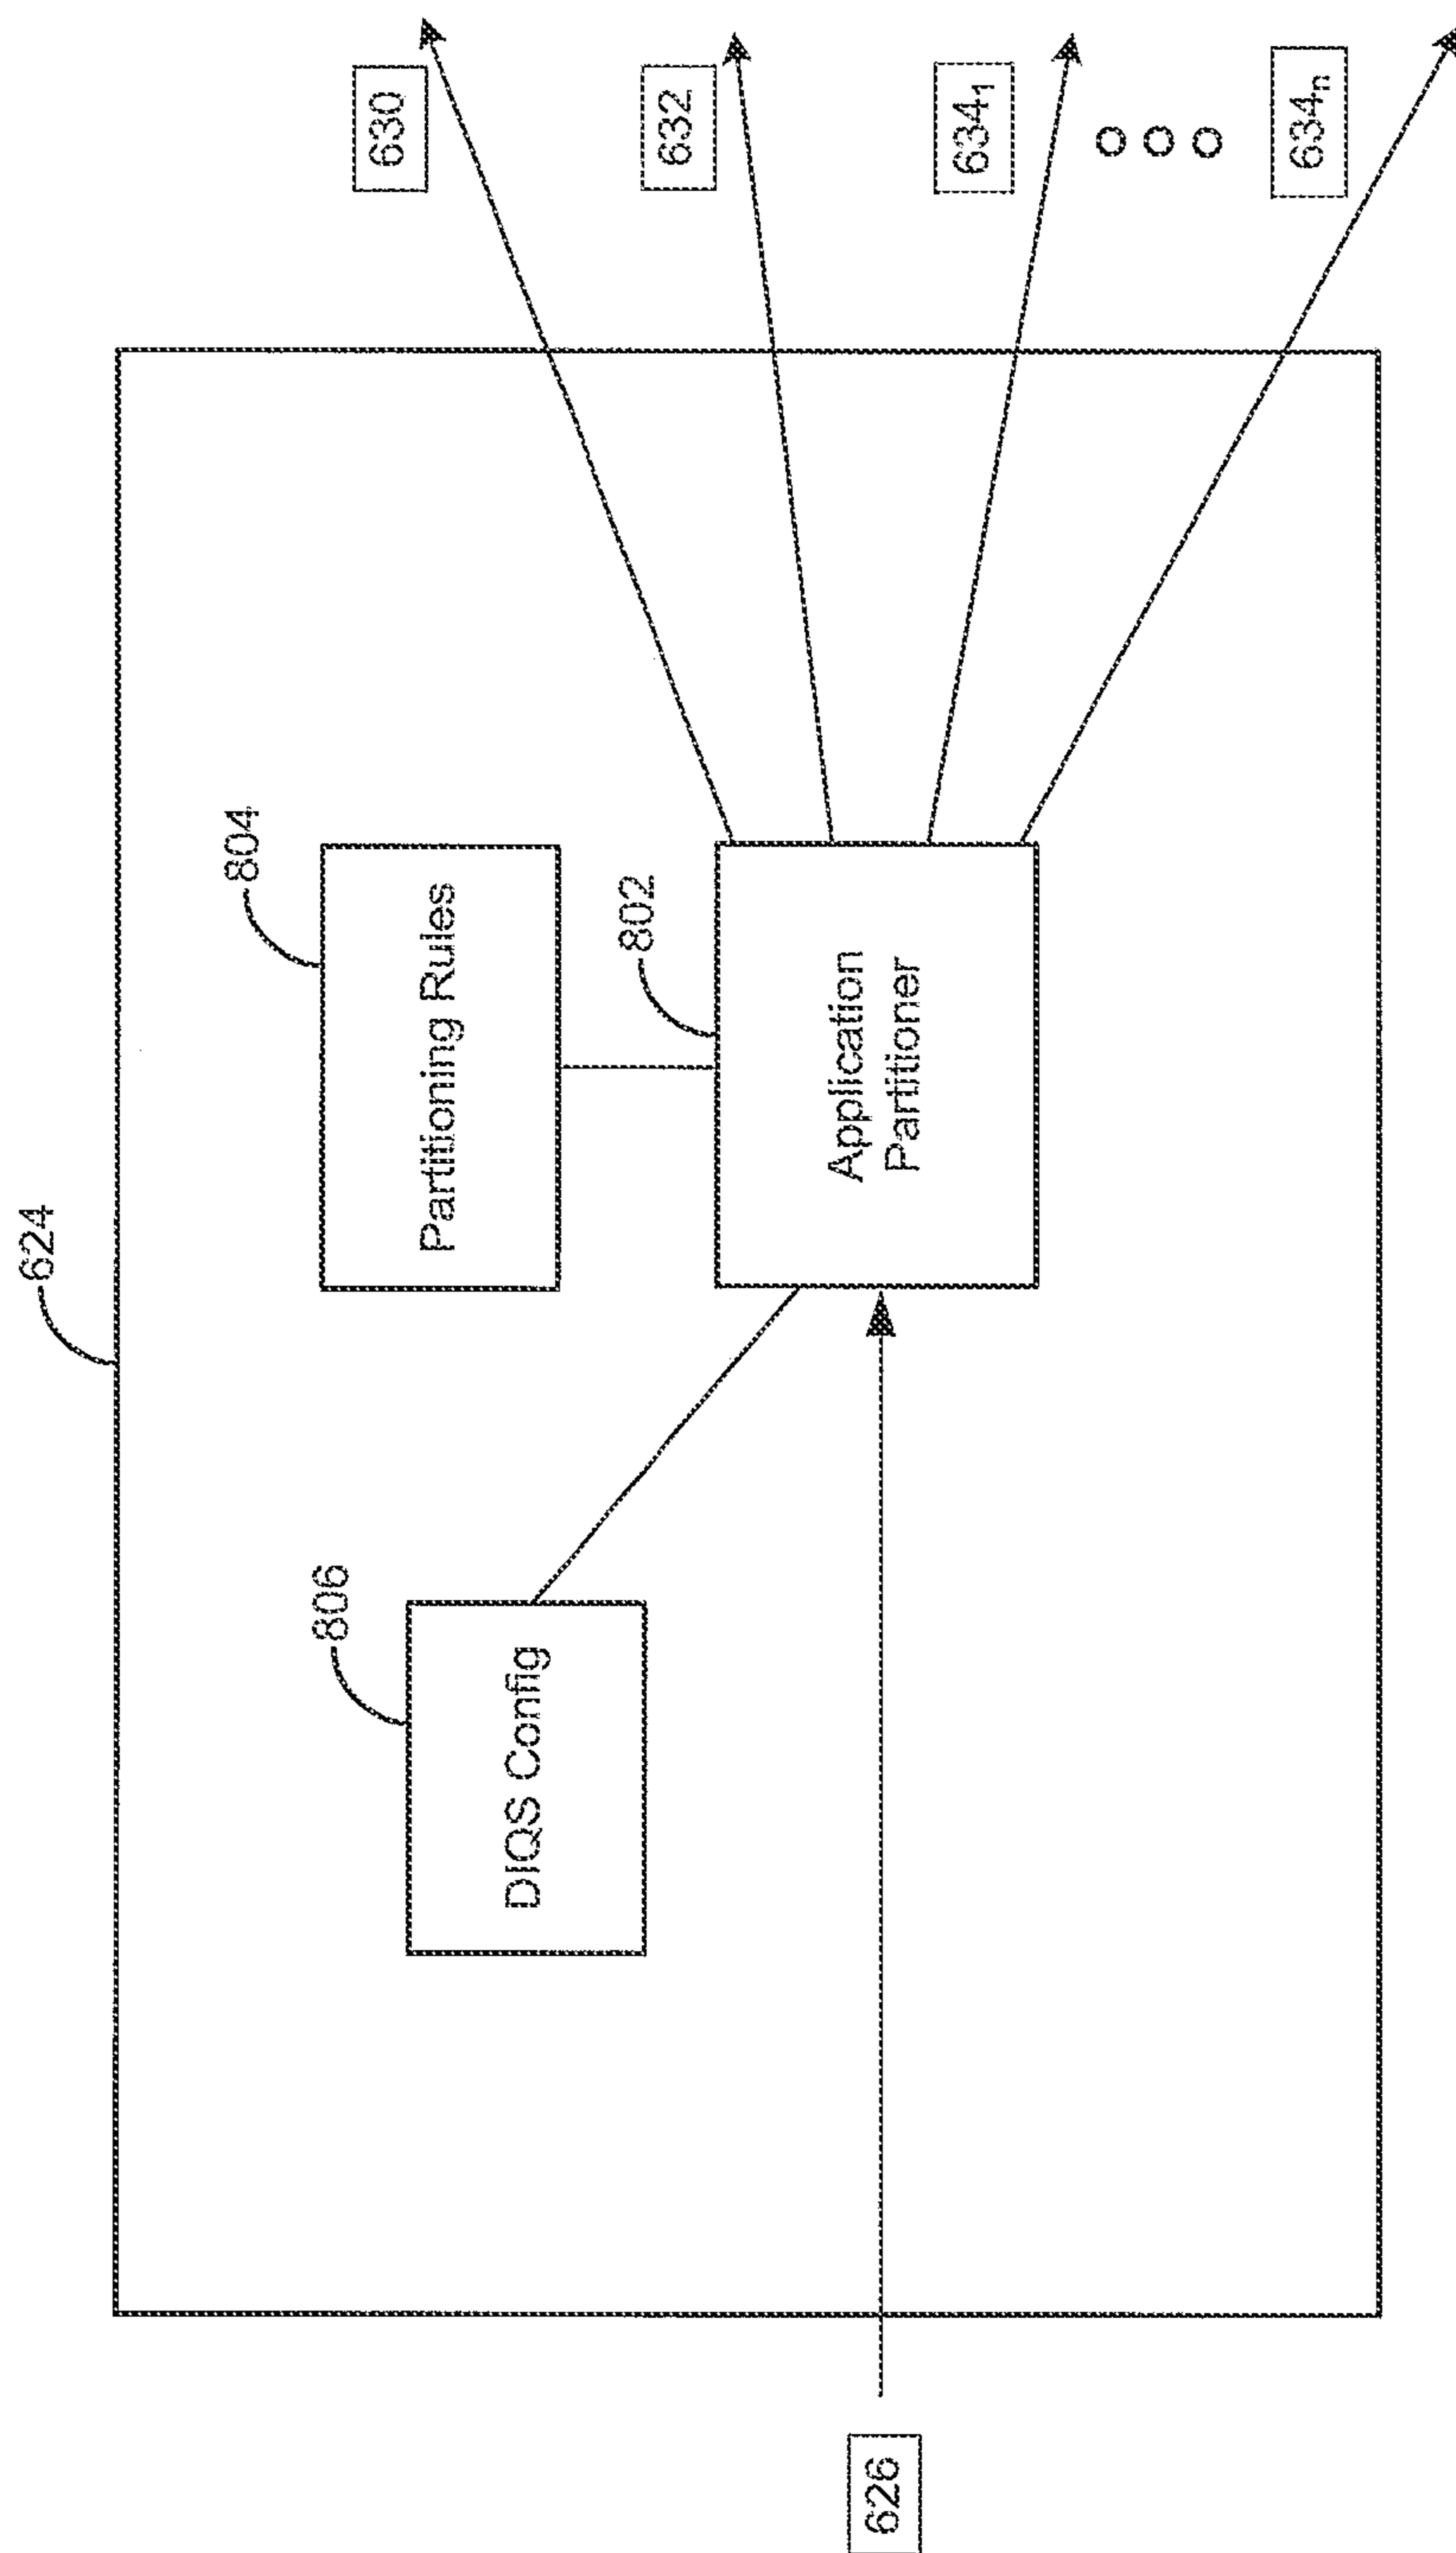 624
804
Partitioning Rules
806
DIQS Config
802
Application
Partitioner
626
630
632
634₁
634ₙ